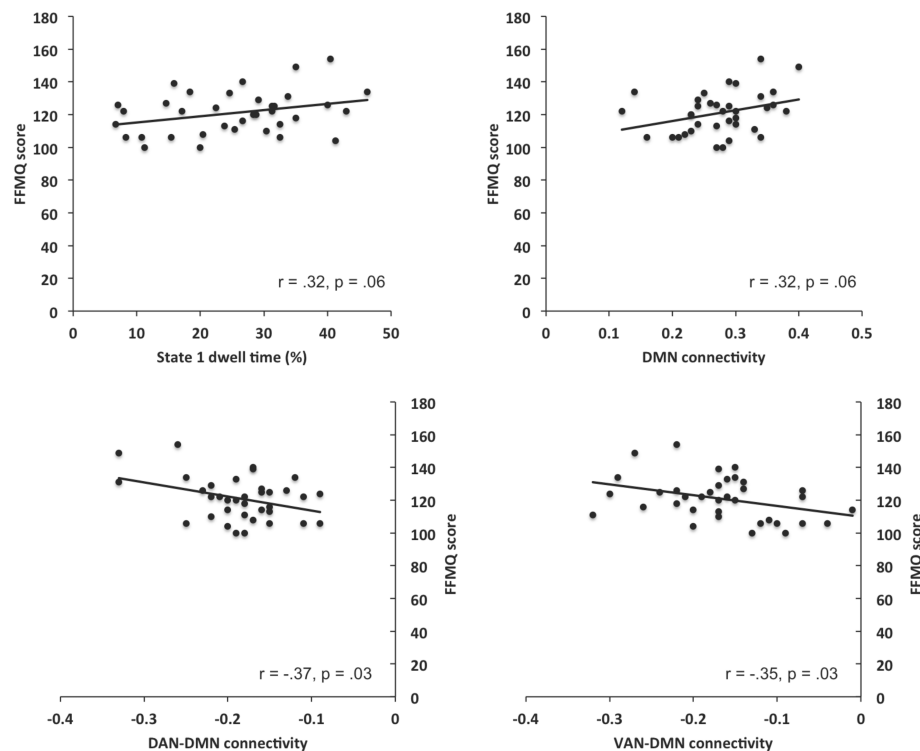 180
160
140
120
100
80
60
40
20
0
FFMQ score
r = .32, p = .06
0 10 20 30 40 50
State 1 dwell time (%)
180
160
140
120
100
80
60
40
20
0
FFMQ score
r = .32, p = .06
0 0.1 0.2 0.3 0.4 0.5
DMN connectivity
180
160
140
120
100
80
60
40
20
0
FFMQ score
r = -.37, p = .03
-0.4 -0.3 -0.2 -0.1 0
DAN-DMN connectivity
180
160
140
120
100
80
60
40
20
0
FFMQ score
r = -.35, p = .03
-0.4 -0.3 -0.2 -0.1 0
VAN-DMN connectivity